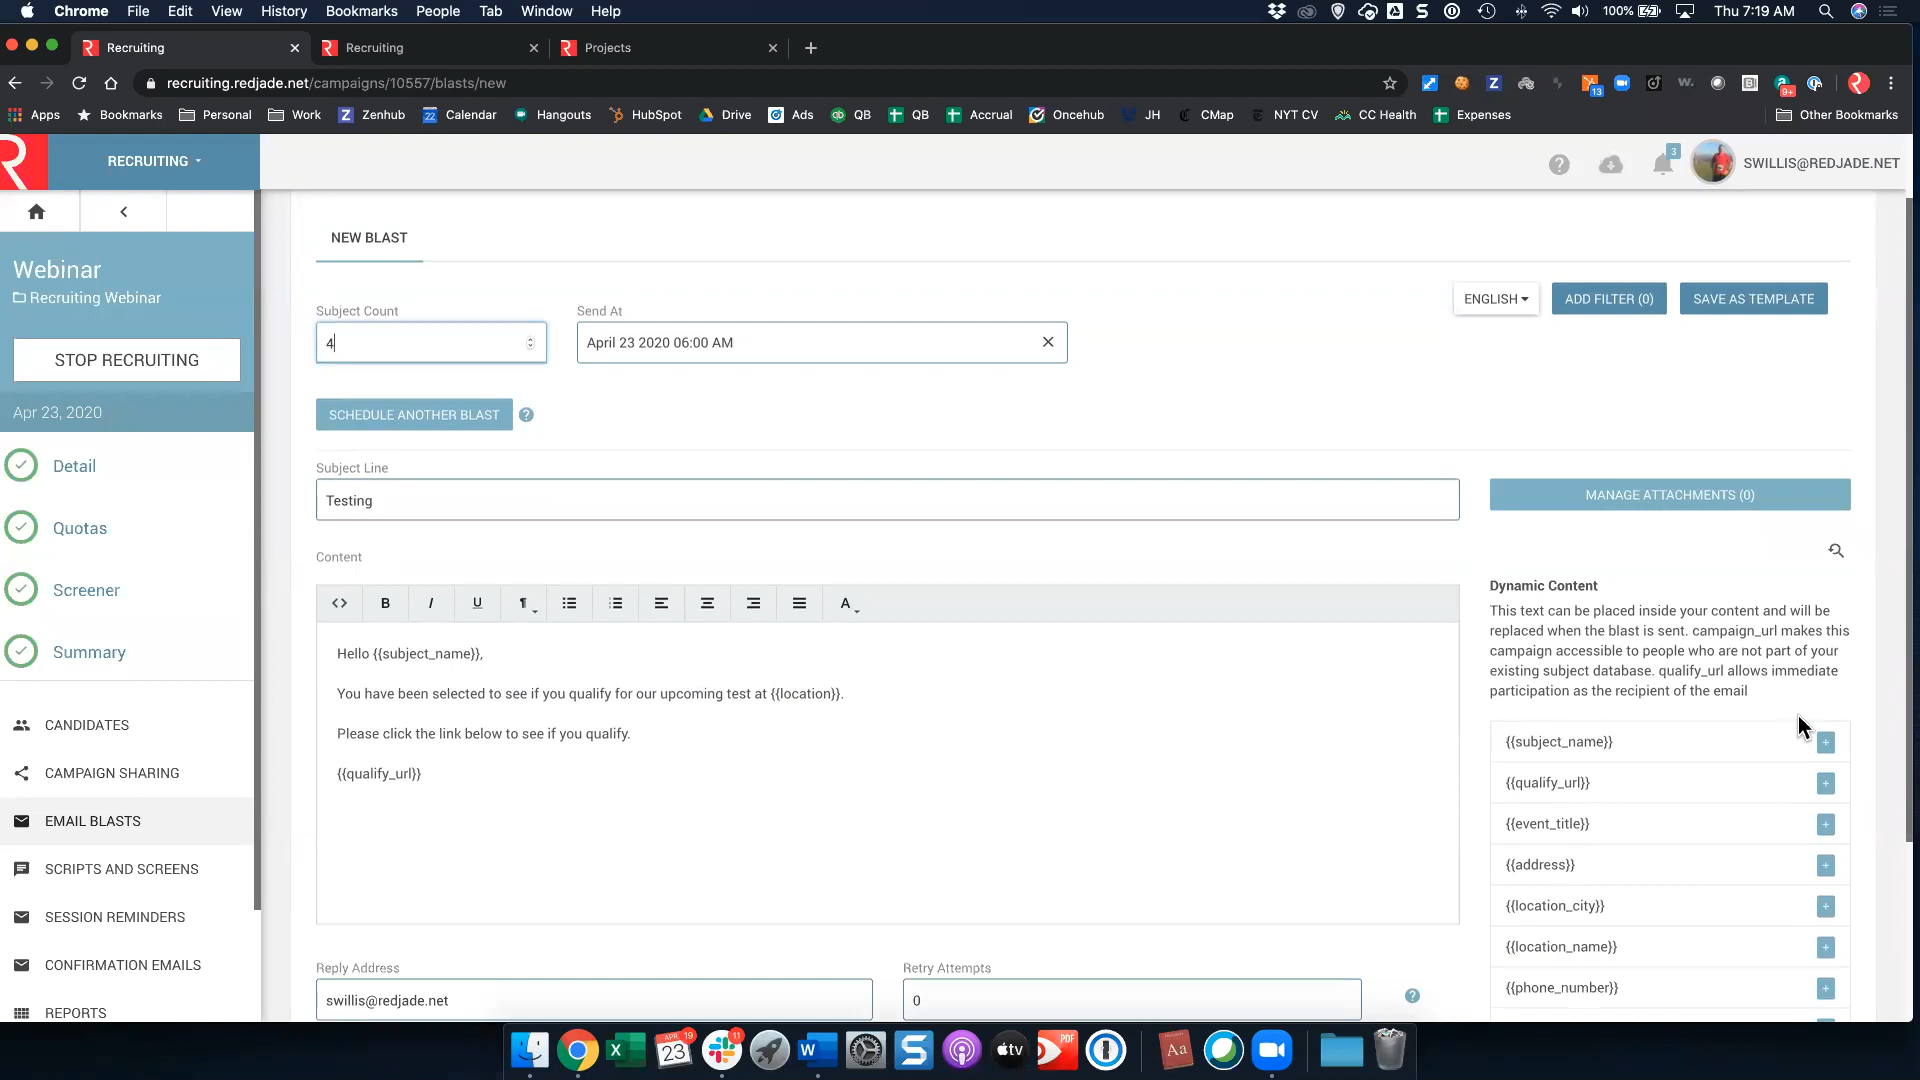 Chrome File Edit View History Bookmarks People Tab Window Help
100% Thu 7:19 AM
Recruiting
Recruiting
Projects
recruiting.redjade.net/campaigns/10557/blasts/new
Apps Bookmarks Personal Work Zenhub Calendar Hangouts HubSpot Drive Ads QB QB Accrual Oncehub JH CMap NYT CV CC Health Expenses Other Bookmarks
RECRUITING
3
SWILLIS@REDJADE.NET
Webinar
Recruiting Webinar
STOP RECRUITING
Apr 23, 2020
Detail
Quotas
Screener
Summary
CANDIDATES
CAMPAIGN SHARING
EMAIL BLASTS
SCRIPTS AND SCREENS
SESSION REMINDERS
CONFIRMATION EMAILS
REPORTS
NEW BLAST
Subject Count
4
Send At
April 23 2020 06:00 AM
ENGLISH
ADD FILTER (0)
SAVE AS TEMPLATE
SCHEDULE ANOTHER BLAST
Subject Line
Testing
MANAGE ATTACHMENTS (0)
Content
B I U ¶ A
Hello {{subject_name}},
You have been selected to see if you qualify for our upcoming test at {{location}}.
Please click the link below to see if you qualify.
{{qualify_url}}
Dynamic Content
This text can be placed inside your content and will be
replaced when the blast is sent. campaign_url makes this
campaign accessible to people who are not part of your
existing subject database. qualify_url allows immediate
participation as the recipient of the email
{{subject_name}}
{{qualify_url}}
{{event_title}}
{{address}}
{{location_city}}
{{location_name}}
{{phone_number}}
Reply Address
swillis@redjade.net
Retry Attempts
0
APR 23
19
11
tv
PDF
Aa